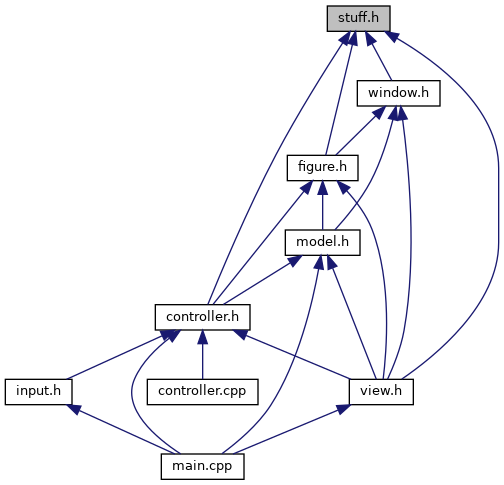 stuff.h
window.h
figure.h
model.h
controller.h
input.h
controller.cpp
view.h
main.cpp